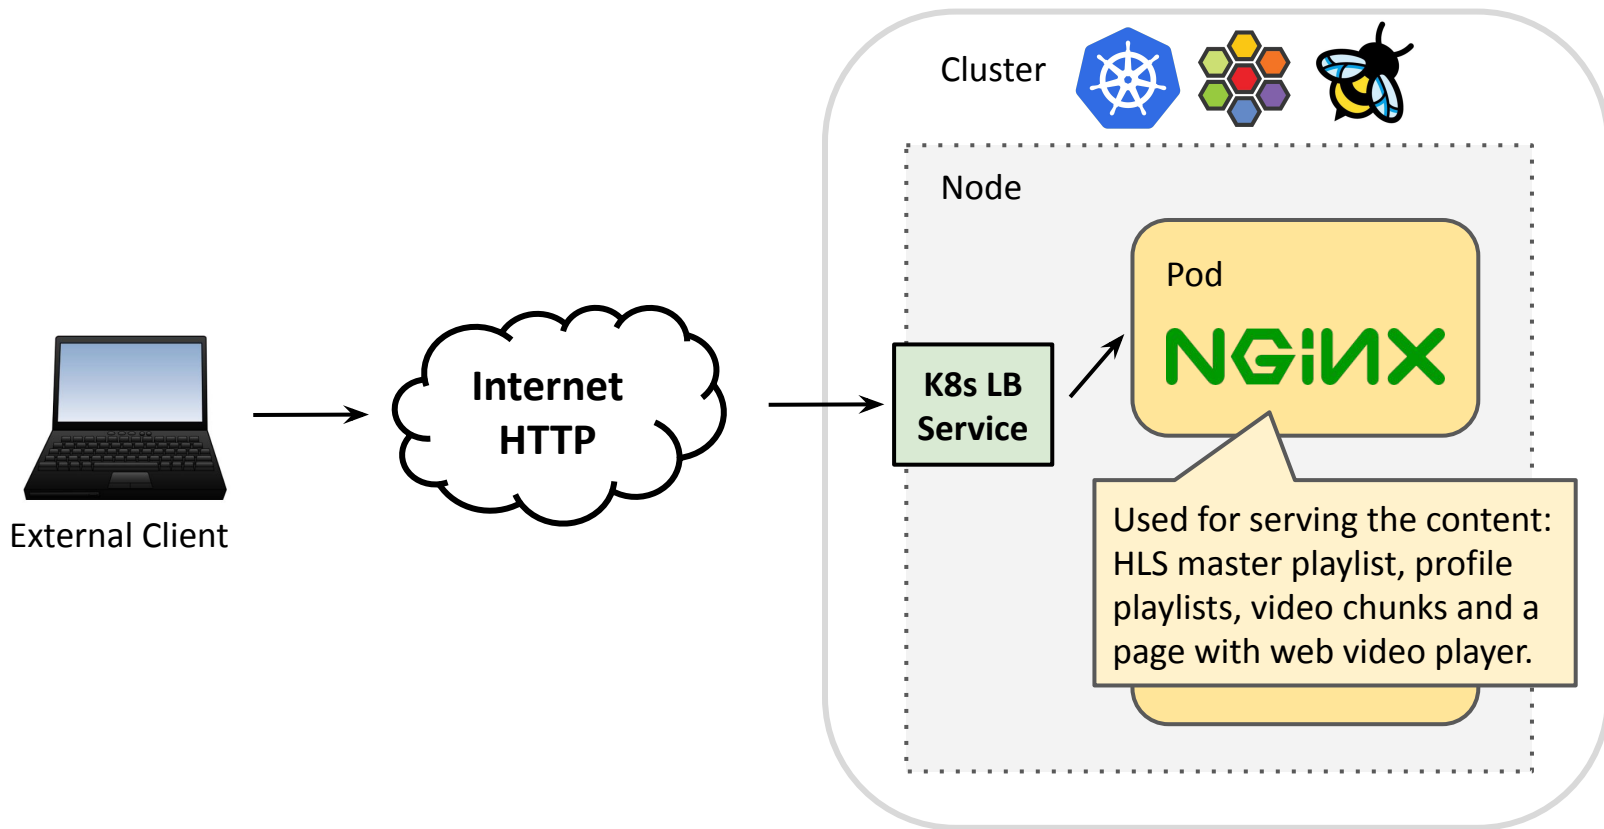 Cluster
Node
Pod
NGINX
Internet
HTTP
K8s LB
Service
External Client
Used for serving the content:
HLS master playlist, profile
playlists, video chunks and a
page with web video player.